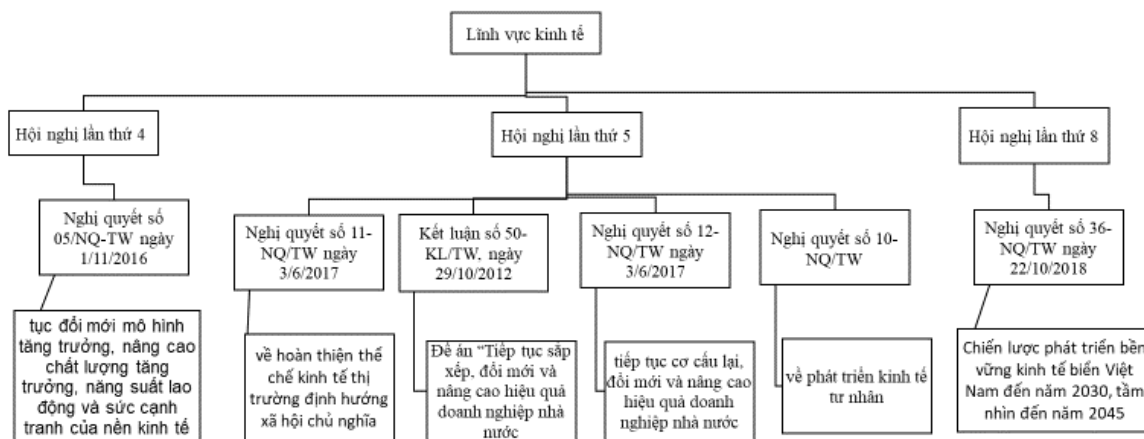 Lĩnh vực kinh tế
Hội nghị lần thứ 4
Hội nghị lần thứ 5
Hội nghị lần thứ 8
Nghị quyết số
05/NQ-TW ngày
1/11/2016
Nghị quyết số 11-
NQ/TW ngày
3/6/2017
Kết luận số 50-
KL/TW, ngày
29/10/2012
Nghị quyết số 12-
NQ/TW ngày
3/6/2017
Nghị quyết số 10-
NQ/TW
Nghị quyết số 36-
NQ/TW ngày
22/10/2018
tục đổi mới mô hình
tăng trưởng, nâng cao
chất lượng tăng
trưởng, năng suất lao
động và sức cạnh
tranh của nền kinh tế
về hoàn thiện thể
chế kinh tế thị
trường định hướng
xã hội chủ nghĩa
Đề án “Tiếp tục sắp
xếp, đổi mới và
nâng cao hiệu quả
doanh nghiệp nhà
nước
tiếp tục cơ cấu lại,
đổi mới và nâng cao
hiệu quả doanh
nghiệp nhà nước
về phát triển kinh tế
tư nhân
Chiến lược phát triển bền
vững kinh tế biển Việt
Nam đến năm 2030, tầm
nhìn đến năm 2045